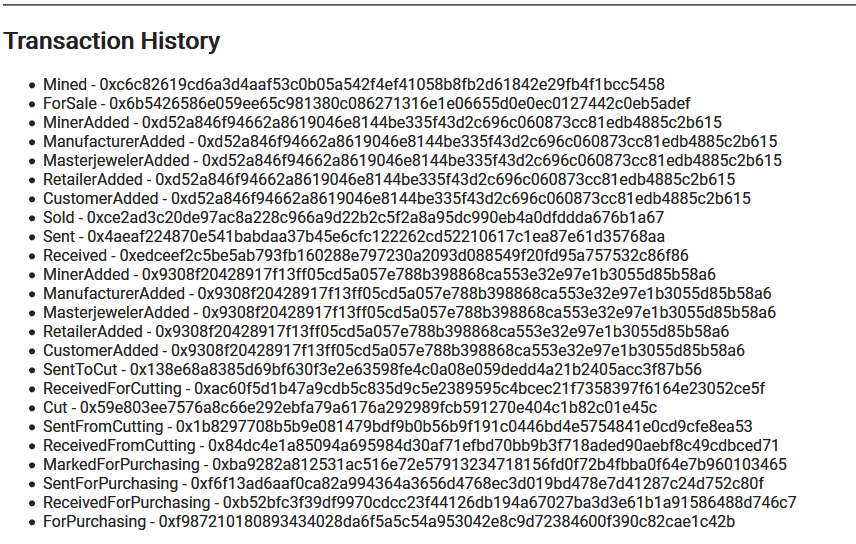 Transaction History
Mined - 0xc6c82619cd6a3d4aaf53c0b05a542f4ef41058b8fb2d61842e29fb4f1bcc5458
ForSale - 0x6b5426586e059ee65c981380c086271316e1e06655d0e0ec0127442c0eb5adef
MinerAdded - 0xd52a846f94662a8619046e8144be335f43d2c696c060873cc81edb4885c2b615
ManufacturerAdded - 0xd52a846f94662a8619046e8144be335f43d2c696c060873cc81edb4885c2b615
MasterjewelerAdded - 0xd52a846f94662a8619046e8144be335f43d2c696c060873cc81edb4885c2b615
RetailerAdded - 0xd52a846f94662a8619046e8144be335f43d2c696c060873cc81edb4885c2b615
CustomerAdded - 0xd52a846f94662a8619046e8144be335f43d2c696c060873cc81edb4885c2b615
Sold - 0xce2ad3c20de97ac8a228c966a9d22b2c5f2a8a95dc990eb4a0dfddda676b1a67
Sent - 0x4aeaf224870e541babdaa37b45e6cfc122262cd52210617c1ea87e61d35768aa
Received - 0xedceef2c5be5ab793fb160288e797230a2093d088549f20fd95a757532c86f86
MinerAdded - 0x9308f20428917f13ff05cd5a057e788b398868ca553e32e97e1b3055d85b58a6
ManufacturerAdded - 0x9308f20428917f13ff05cd5a057e788b398868ca553e32e97e1b3055d85b58a6
MasterjewelerAdded - 0x9308f20428917f13ff05cd5a057e788b398868ca553e32e97e1b3055d85b58a6
RetailerAdded - 0x9308f20428917f13ff05cd5a057e788b398868ca553e32e97e1b3055d85b58a6
CustomerAdded - 0x9308f20428917f13ff05cd5a057e788b398868ca553e32e97e1b3055d85b58a6
SentToCut - 0x138e68a8385d69bf630f3e2e63598fe4c0a08e059dedd4a21b2405acc3f87b56
ReceivedForCutting - 0xac60f5d1b47a9cdb5c835d9c5e2389595c4bcec21f7358397f6164e23052ce5f
Cut - 0x59e803ee7576a8c66e292ebfa79a6176a292989fcb591270e404c1b82c01e45c
SentFromCutting - 0x1b8297708b5b9e081479bdf9b0b56b9f191c0446bd4e5754841e0cd9cfe8ea53
ReceivedFromCutting - 0x84dc4e1a85094a695984d30af71efbd70bb9b3f718aded90aebf8c49cdbced71
MarkedForPurchasing - 0xba9282a812531ac516e72e57913234718156fd0f72b4fbba0f64e7b960103465
SentForPurchasing - 0xf6f13ad6aaf0ca82a994364a3656d4768ec3d019bd478e7d41287c24d752c80f
ReceivedForPurchasing - 0xb52bfc3f39df9970cdcc23f44126db194a67027ba3d3e61b1a91586488d746c7
ForPurchasing - 0xf987210180893434028da6f5a5c54a953042e8c9d72384600f390c82cae1c42b